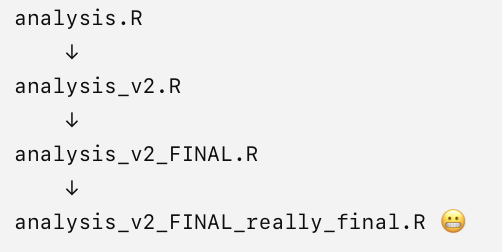 analysis.R
↓
analysis_v2.R
↓
analysis_v2_FINAL.R
↓
analysis_v2_FINAL_really_final.R 😬